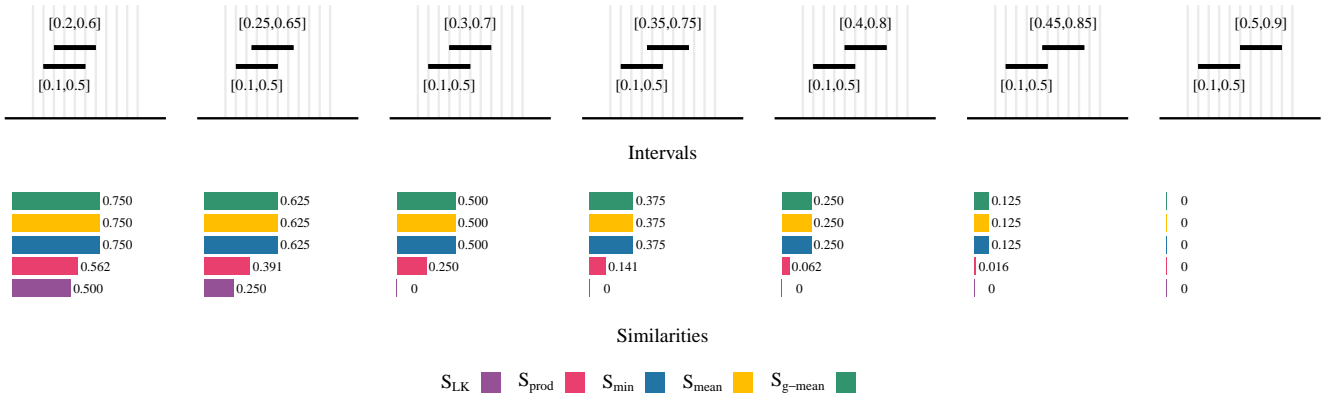 [0.2,0.6] [0.25,0.65] [0.3,0.7] [0.35,0.75] [0.4,0.8] [0.45,0.85] [0.5,0.9]
[0.1,0.5] [0.1,0.5] [0.1,0.5] [0.1,0.5] [0.1,0.5] [0.1,0.5] [0.1,0.5]
Intervals
0.750 0.625 0.500 0.375 0.250 0.125 0
0.750 0.625 0.500 0.375 0.250 0.125 0
0.750 0.625 0.500 0.375 0.250 0.125 0
0.562 0.391 0.250 0.141 0.062 0.016 0
0.500 0.250 0 0 0 0 0
Similarities
S_LK S_prod S_min S_mean S_g−mean